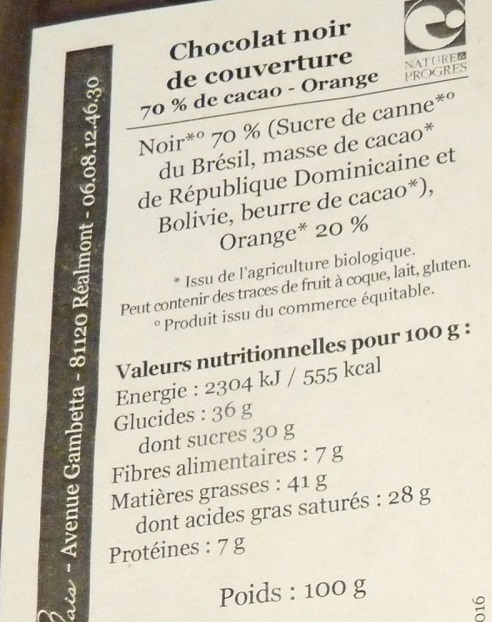 Chocolat noir
de couverture
70 % de cacao - Orange
NATURE &
PROGRES
Noir*° 70 % (Sucre de canne*°
du Brésil, masse de cacao*
de République Dominicaine et
Bolivie, beurre de cacao*),
Orange* 20 %
* Issu de l'agriculture biologique.
Peut contenir des traces de fruit à coque, lait, gluten.
° Produit issu du commerce équitable.
Valeurs nutritionnelles pour 100 g :
Energie : 2304 kJ / 555 kcal
Glucides : 36 g
dont sucres 30 g
Fibres alimentaires : 7 g
Matières grasses : 41 g
dont acides gras saturés : 28 g
Protéines : 7 g
Poids : 100 g
- Avenue Gambetta - 81120 Réalmont - 06.08.12.46.30
016